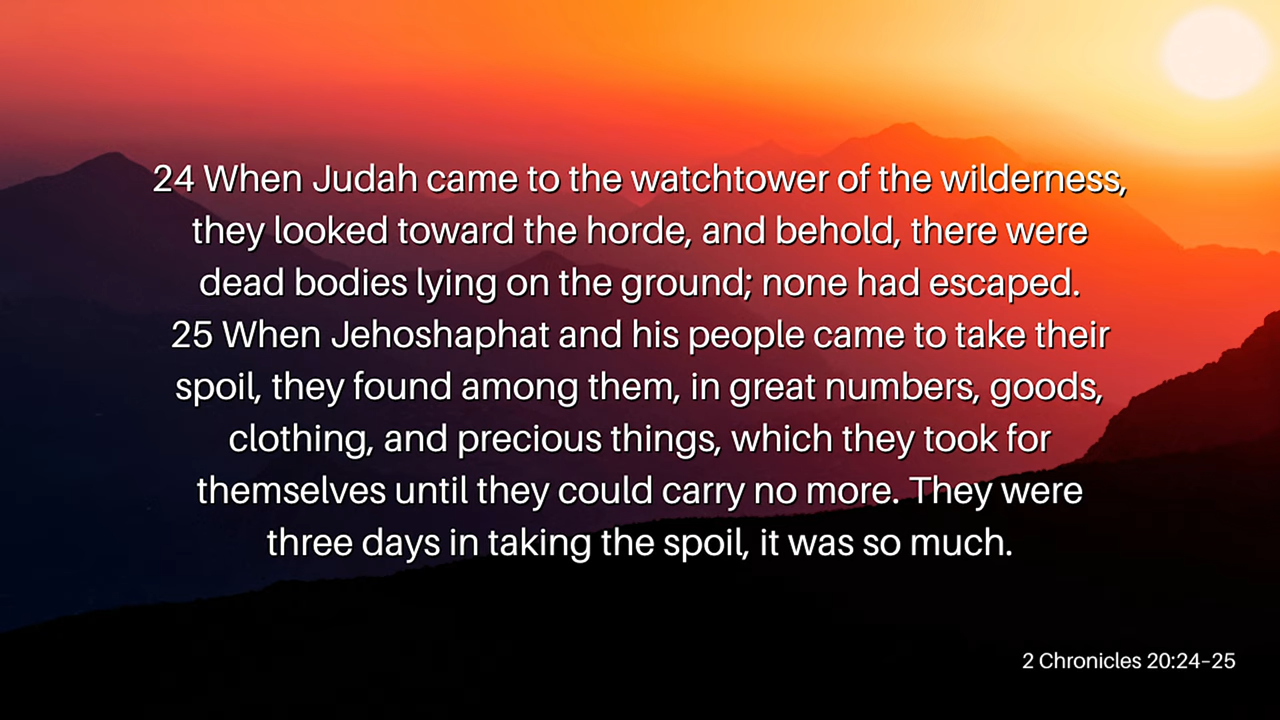 24 When Judah came to the watchtower of the wilderness,
they looked toward the horde, and behold, there were
dead bodies lying on the ground; none had escaped.
25 When Jehoshaphat and his people came to take their
spoil, they found among them, in great numbers, goods,
clothing, and precious things, which they took for
themselves until they could carry no more. They were
three days in taking the spoil, it was so much.
2 Chronicles 20:24–25